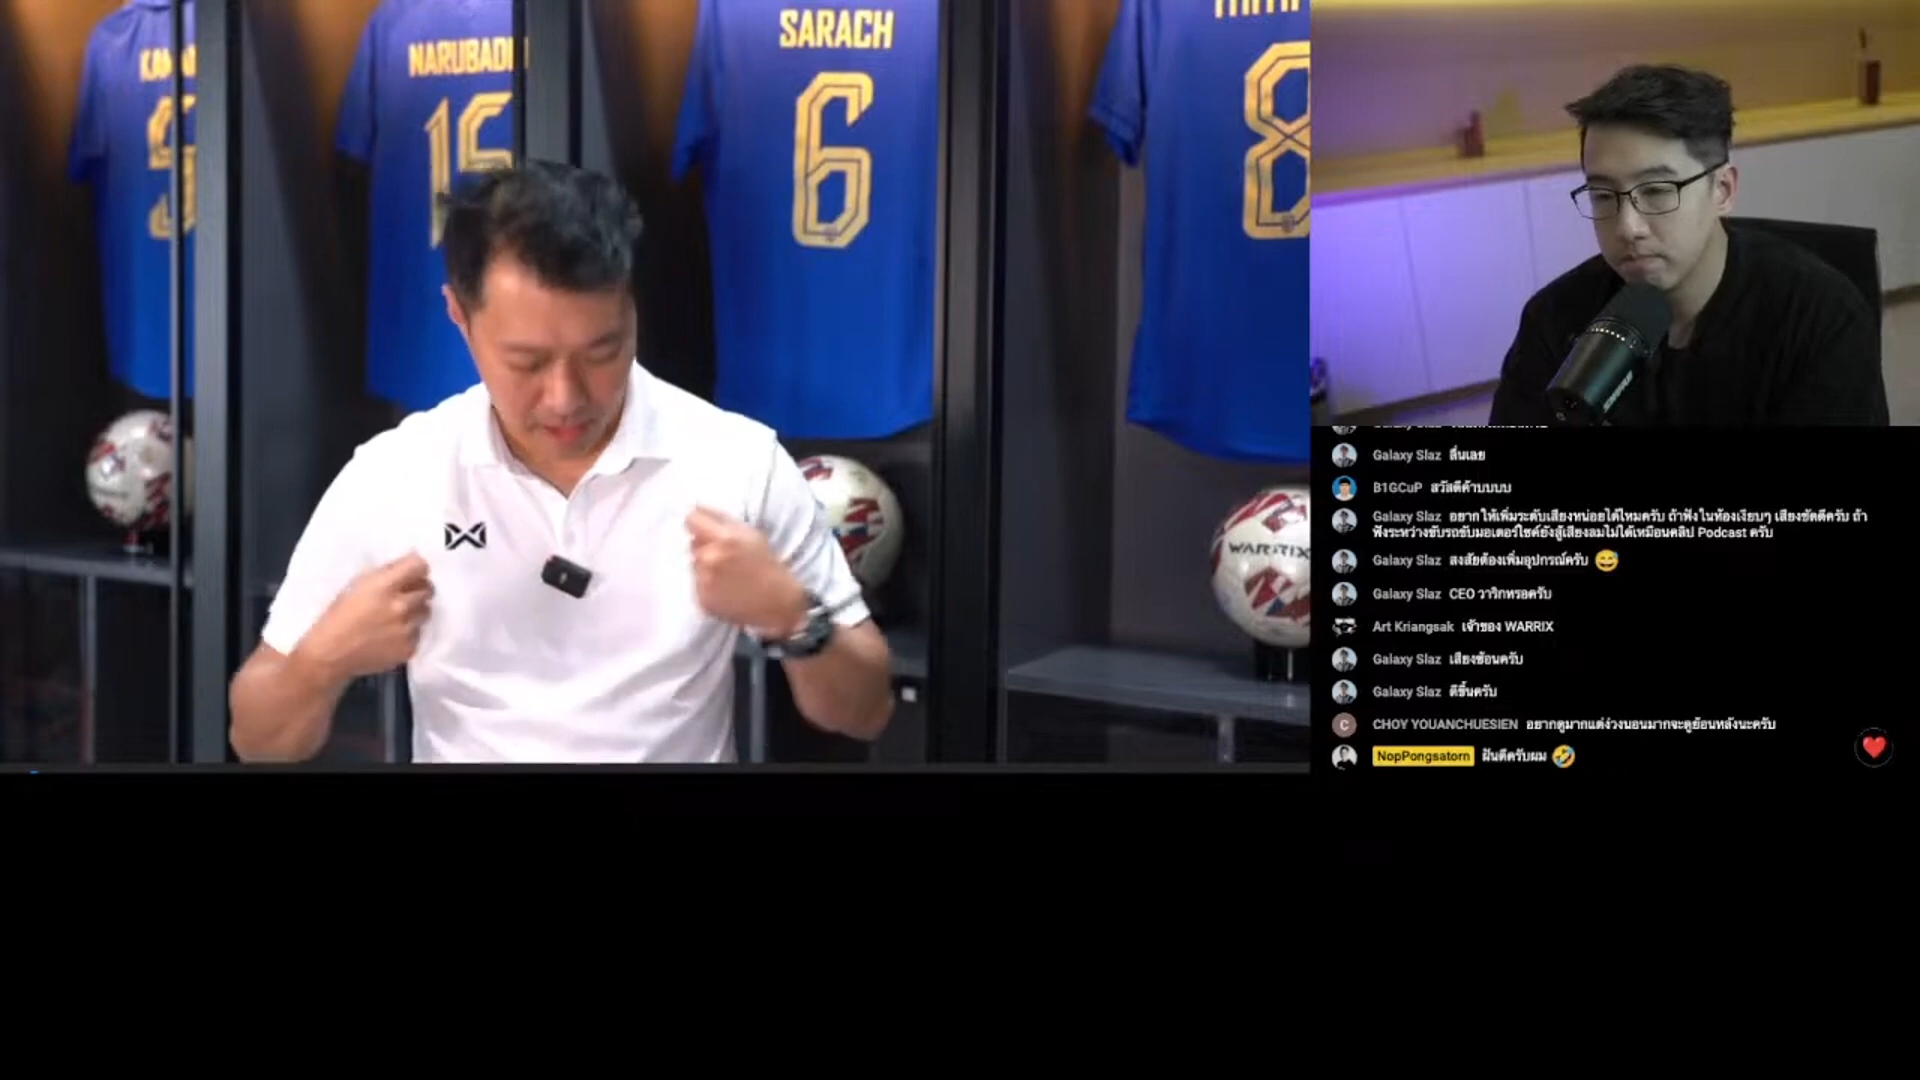 SARACH
6
8
WARRIX
SHURE
Galaxy Slaz ลื่นเลย
B1GCuP สวัสดีค้าบบบบ
Galaxy Slaz อยากให้เพิ่มระดับเสียงหน่อยได้ไหมครับ ถ้าฟังในห้องเงียบๆ เสียงชัดดีครับ ถ้า
ฟังระหว่างขับรถขับมอเตอร์ไซค์ยังสู้เสียงลมไม่ได้เหมือนคลิป Podcast ครับ
Galaxy Slaz สงสัยต้องเพิ่มอุปกรณ์ครับ 😅
Galaxy Slaz CEO วาริกหรอครับ
Art Kriangsak เจ้าของ WARRIX
Galaxy Slaz เสียงซ้อนครับ
Galaxy Slaz ดีขึ้นครับ
C CHOY YOUANCHUESIEN อยากดูมากแต่ง่วงนอนมากจะดูย้อนหลังนะครับ
NopPongsatorn ฝันดีครับผม 🤣